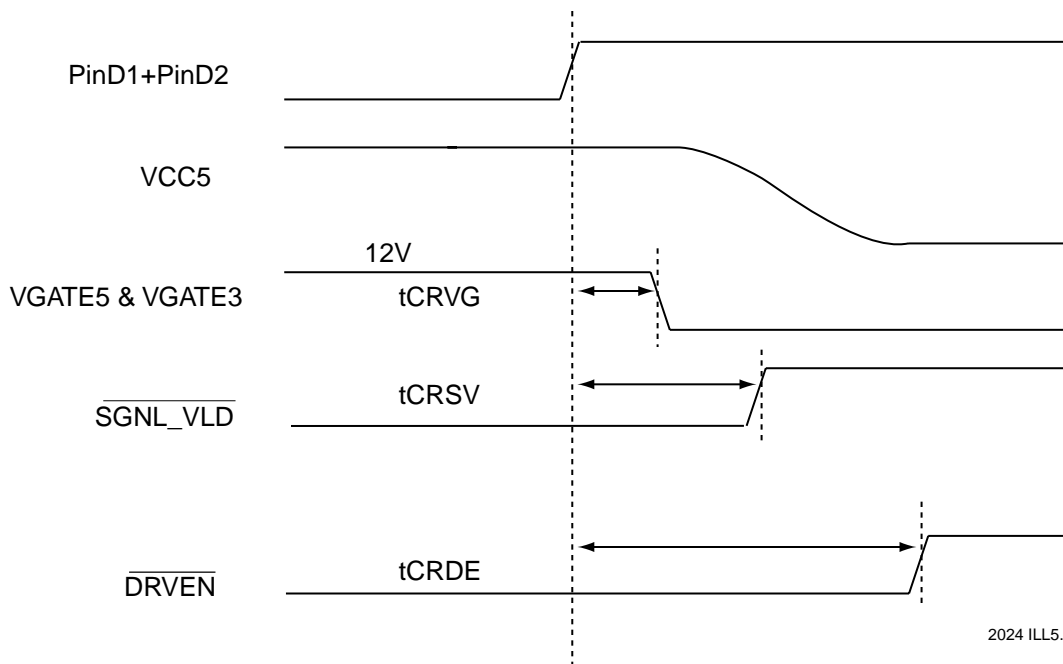 PinD1+PinD2
VCC5
12V
VGATE5 & VGATE3
tCRVG
tCRSV
SGNL_VLD
tCRDE
DRVEN
2024 ILL5.